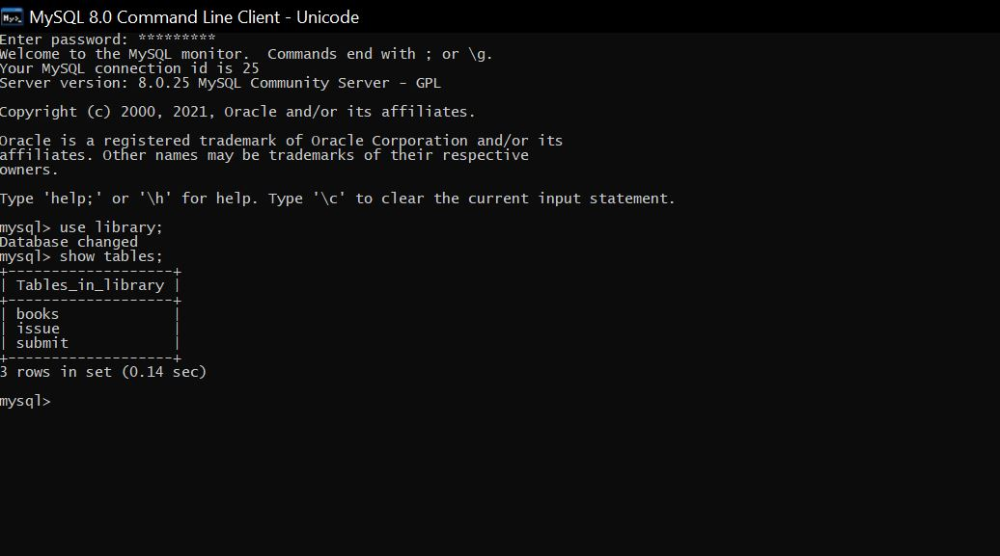 MySQL 8.0 Command Line Client - Unicode
Enter password: *********
Welcome to the MySQL monitor.  Commands end with ; or \g.
Your MySQL connection id is 25
Server version: 8.0.25 MySQL Community Server - GPL
Copyright (c) 2000, 2021, Oracle and/or its affiliates.
Oracle is a registered trademark of Oracle Corporation and/or its
affiliates. Other names may be trademarks of their respective
owners.
Type 'help;' or '\h' for help. Type '\c' to clear the current input statement.
mysql> use library;
Database changed
mysql> show tables;
+-------------------+
| Tables_in_library |
+-------------------+
| books             |
| issue             |
| submit            |
+-------------------+
3 rows in set (0.14 sec)
mysql>